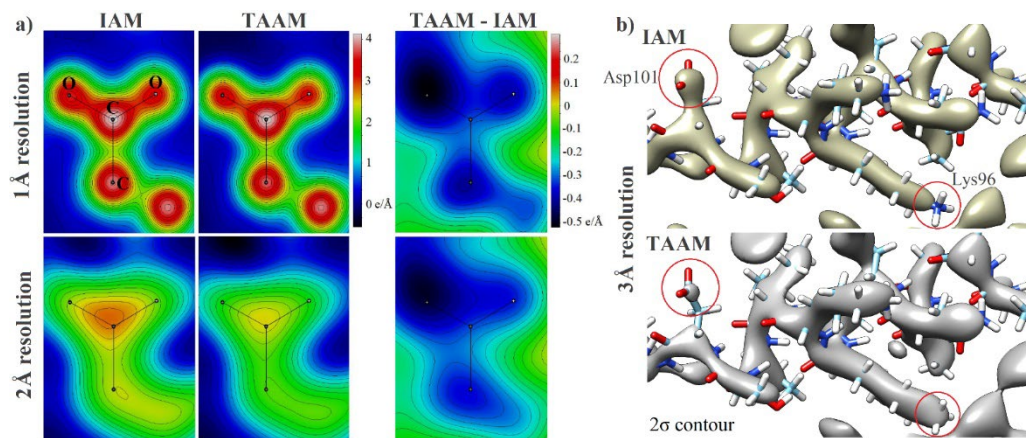 a)
IAM
TAAM
TAAM - IAM
b)
1Å resolution
O
O
C
C
4
3
2
1
0 e/Å
0.2
0.1
0
-0.1
-0.2
-0.3
-0.4
-0.5 e/Å
2Å resolution
3Å resolution
IAM
Asp101
Lys96
TAAM
2σ contour